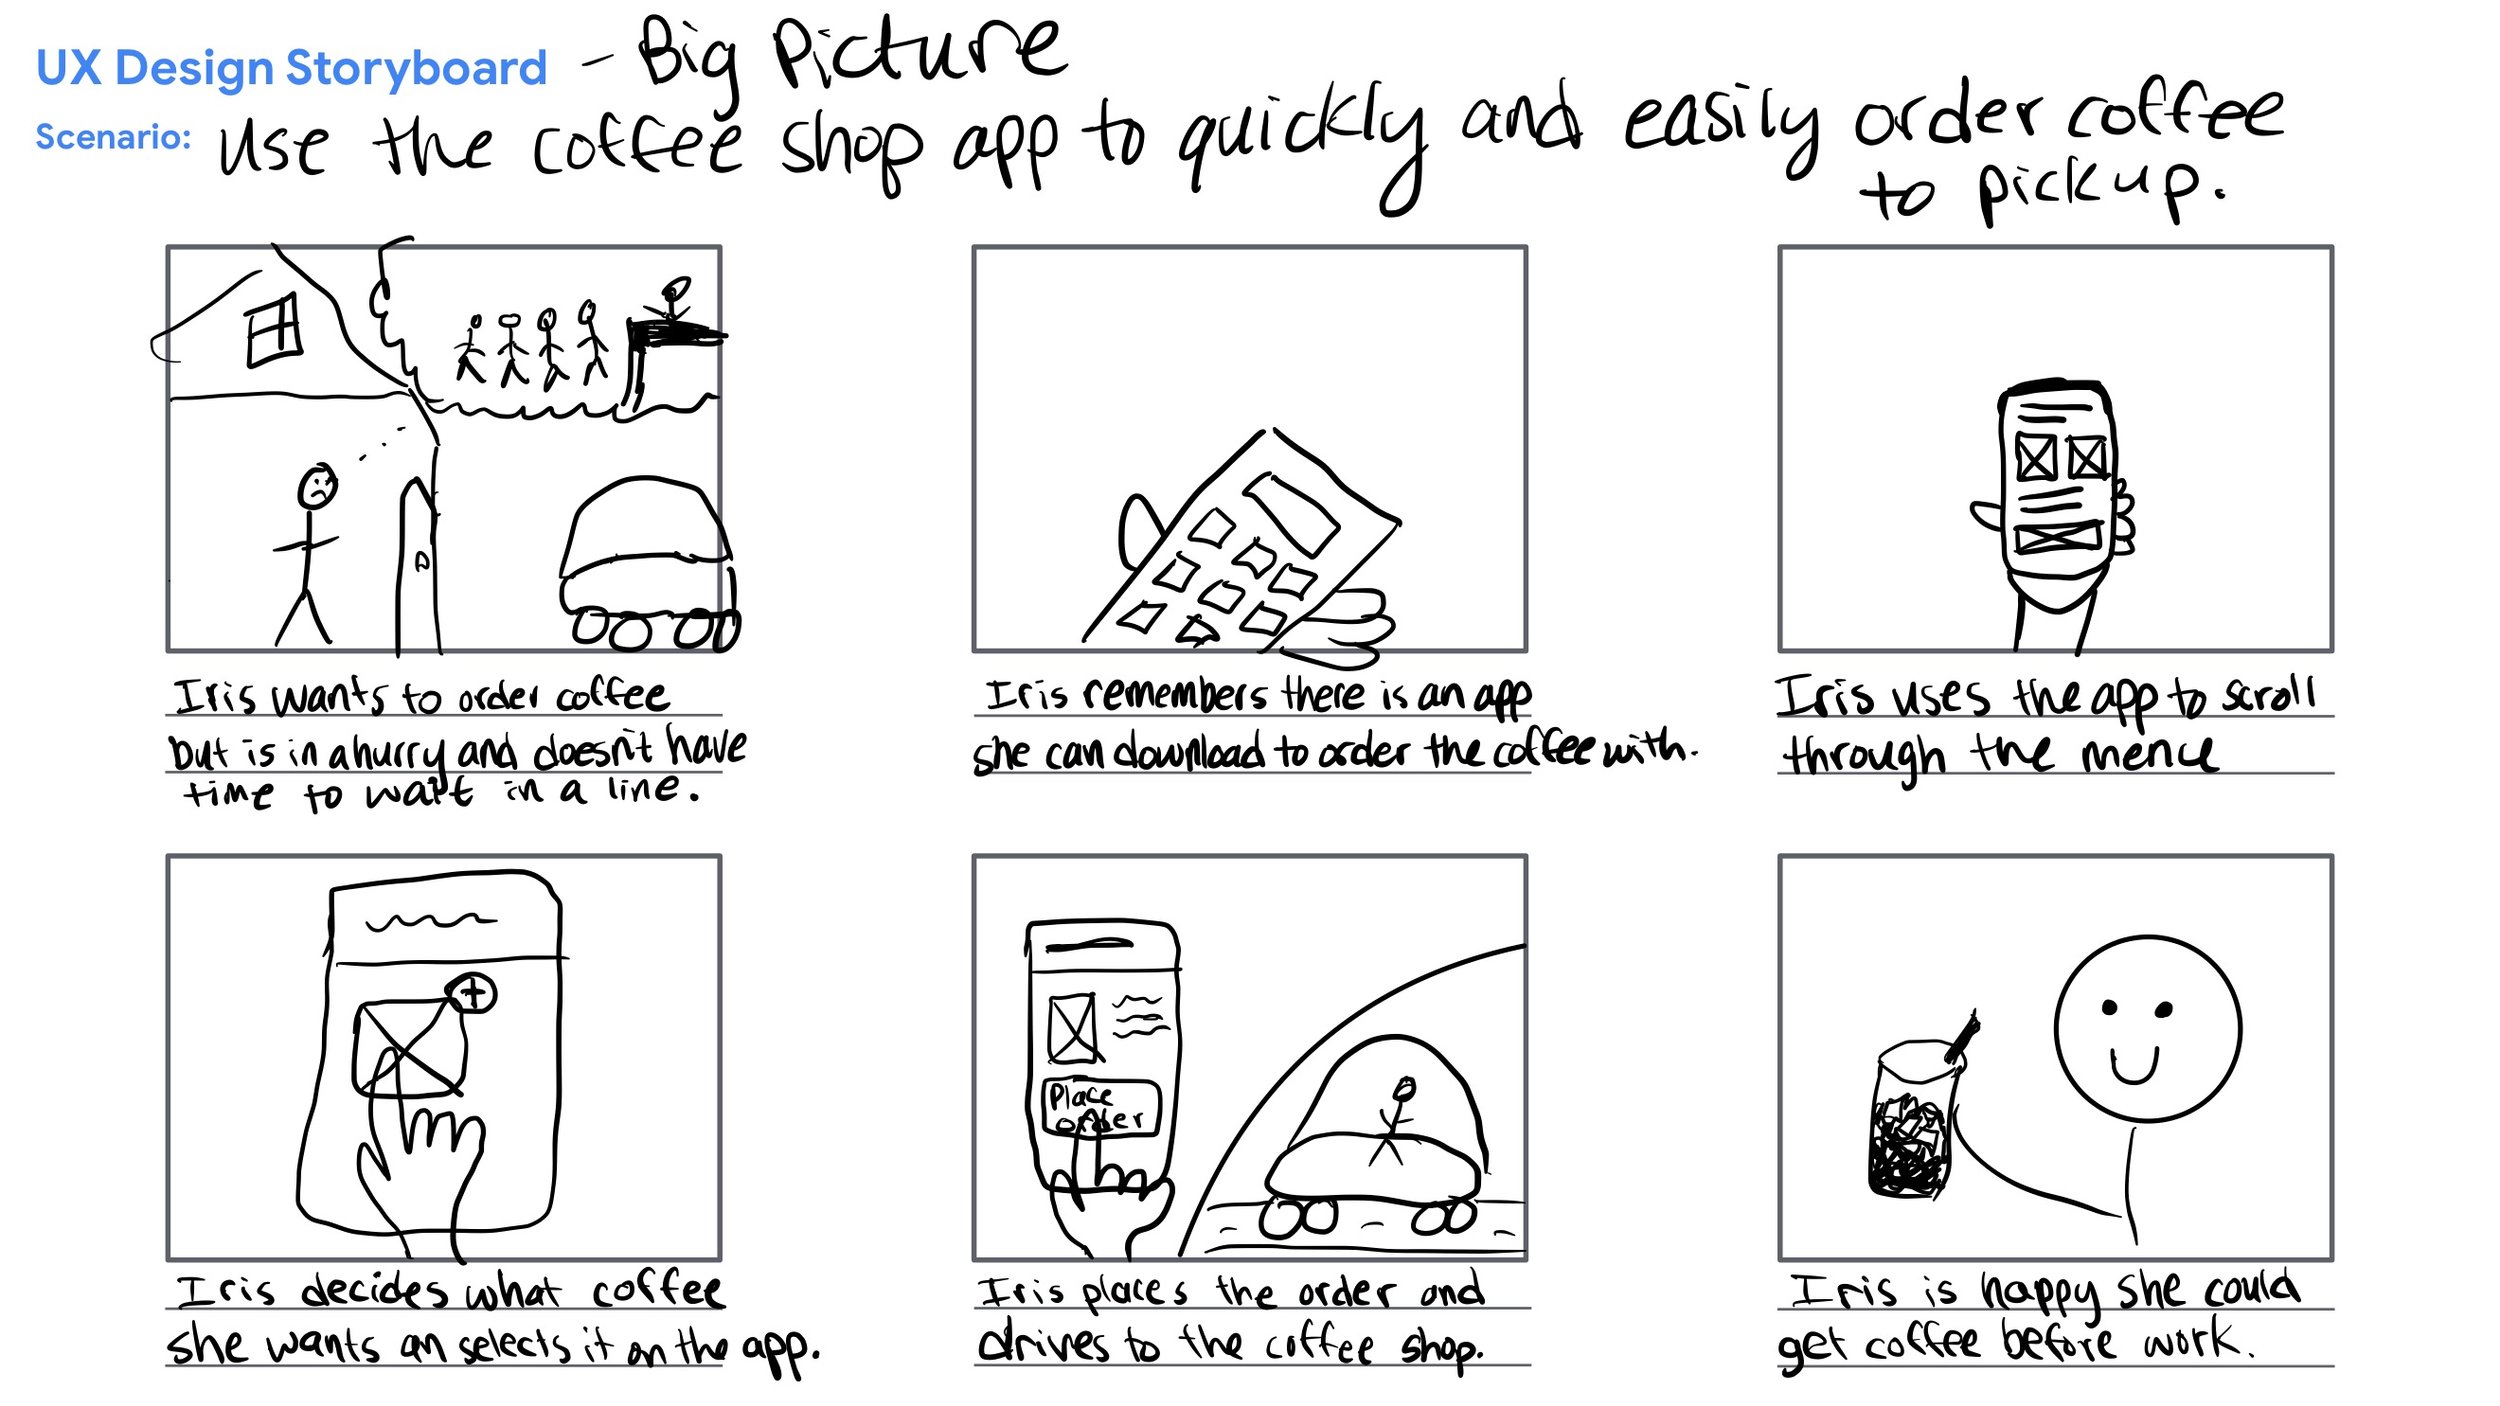 UX Design Storyboard - Big Picture
Scenario: Use the coffee shop app to quickly and easily order coffee
to pickup.
Iris wants to order coffee
but is in a hurry and doesn't have
time to wait in a line.
Iris remembers there is an app
she can download to order the coffee with.
Iris uses the app to scroll
through the menue
Place
order
Iris decides what coffee
she wants an selects it on the app.
Iris places the order and
drives to the coffee shop.
Iris is happy she could
get coffee before work.